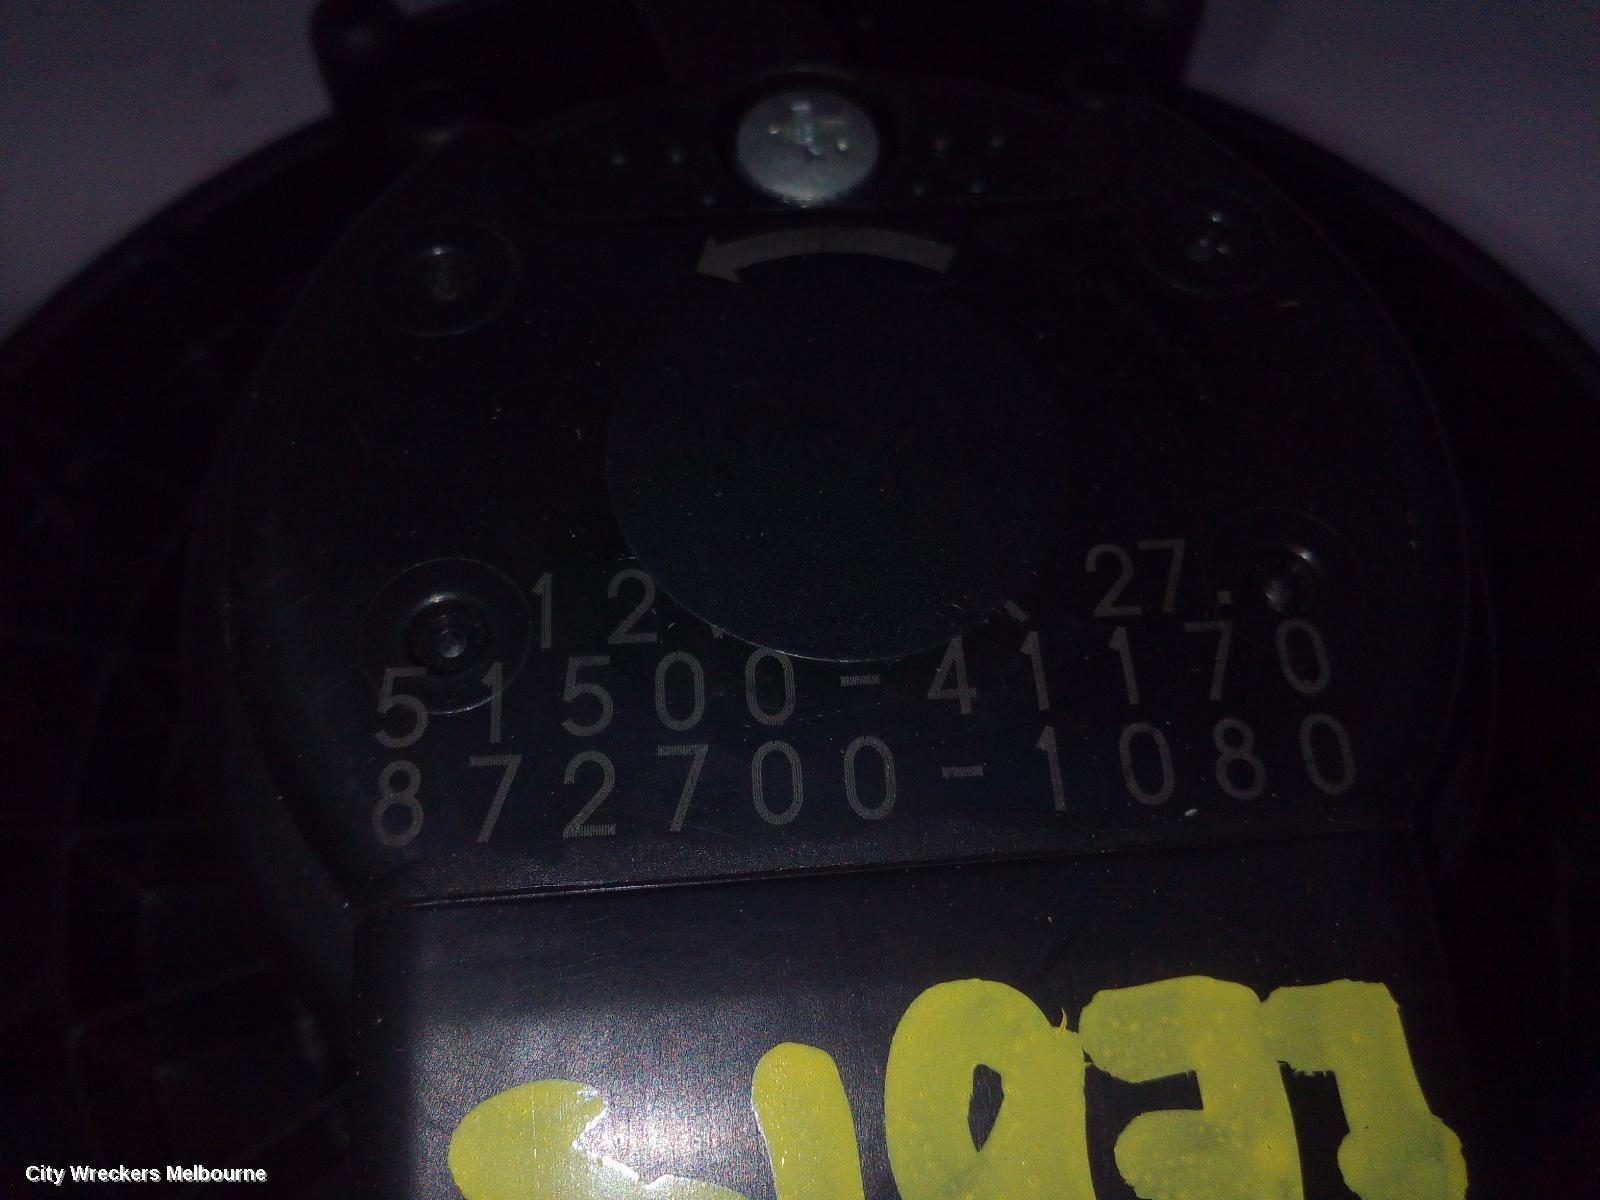 12. 27.
51500-41170
872700-1080
City Wreckers Melbourne